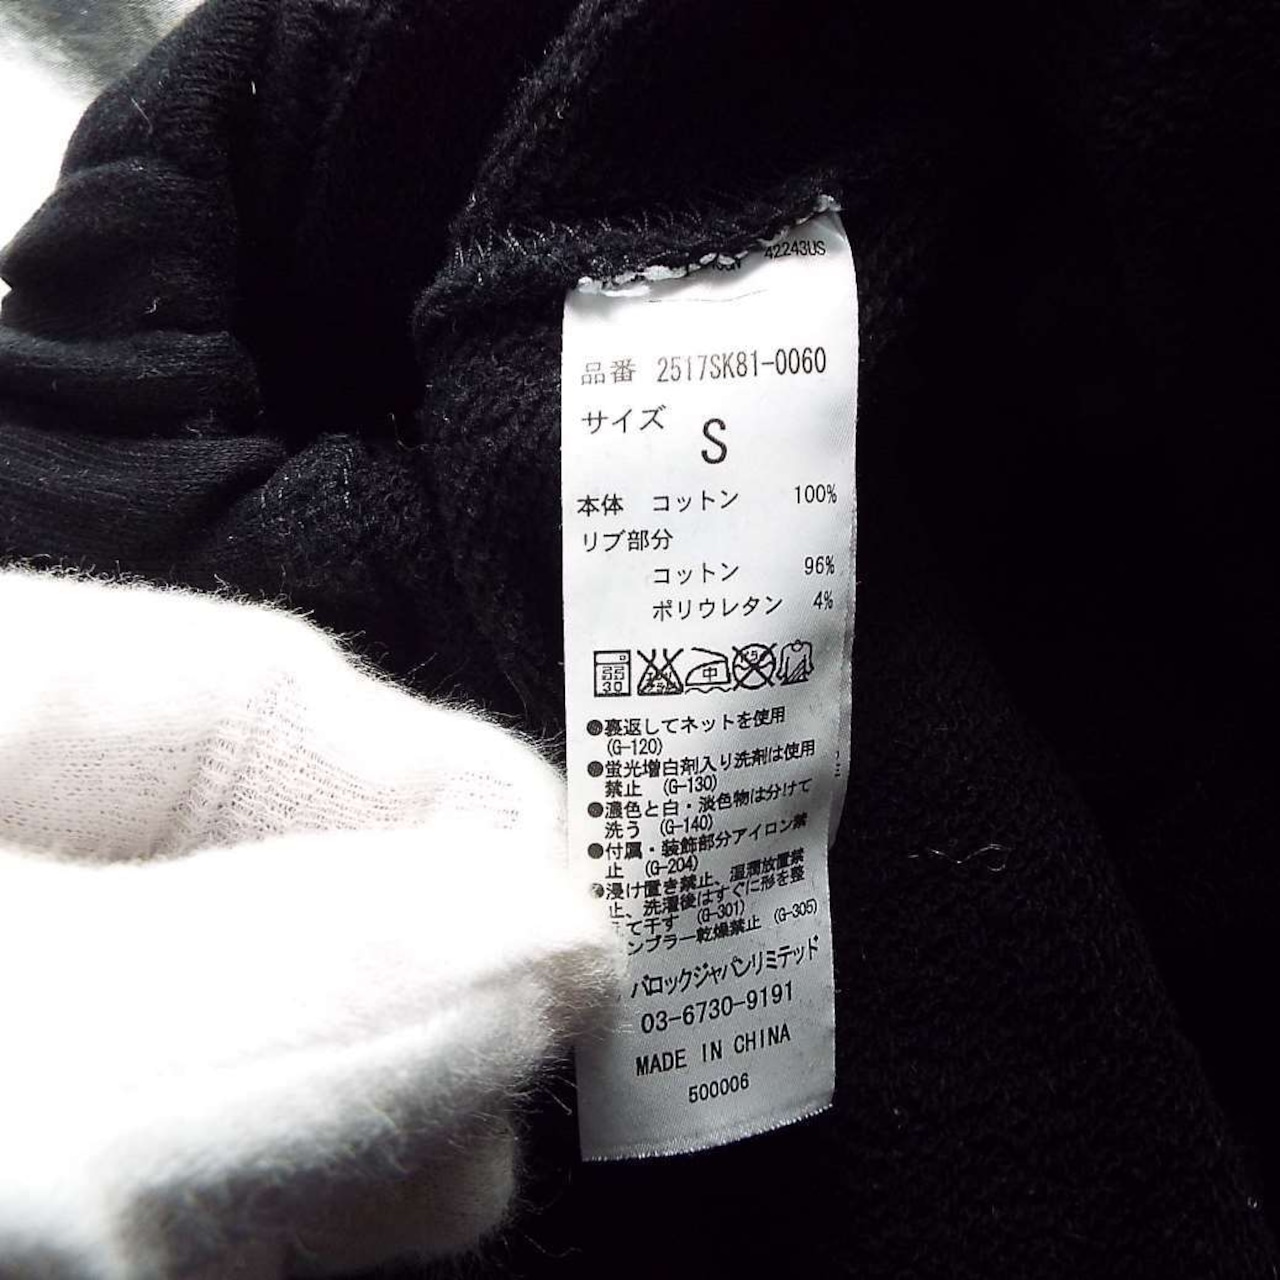 42243US
品番 2517SK81-0060
サイズ S
本体 コットン 100%
リブ部分
コットン 96%
ポリウレタン 4%
30 中
●裏返してネットを使用
(G-120)
●蛍光増白剤入り洗剤は使用
禁止 (G-130)
●濃色と白・淡色物は分けて
洗う (G-140)
●付属・装飾部分アイロン禁
止 (G-204)
●浸け置き禁止、湿潤放置禁
止、洗濯後はすぐに形を整
て干す (G-301)
ンブラー乾燥禁止 (G-305)
バロックジャパンリミテッド
03-6730-9191
MADE IN CHINA
500006